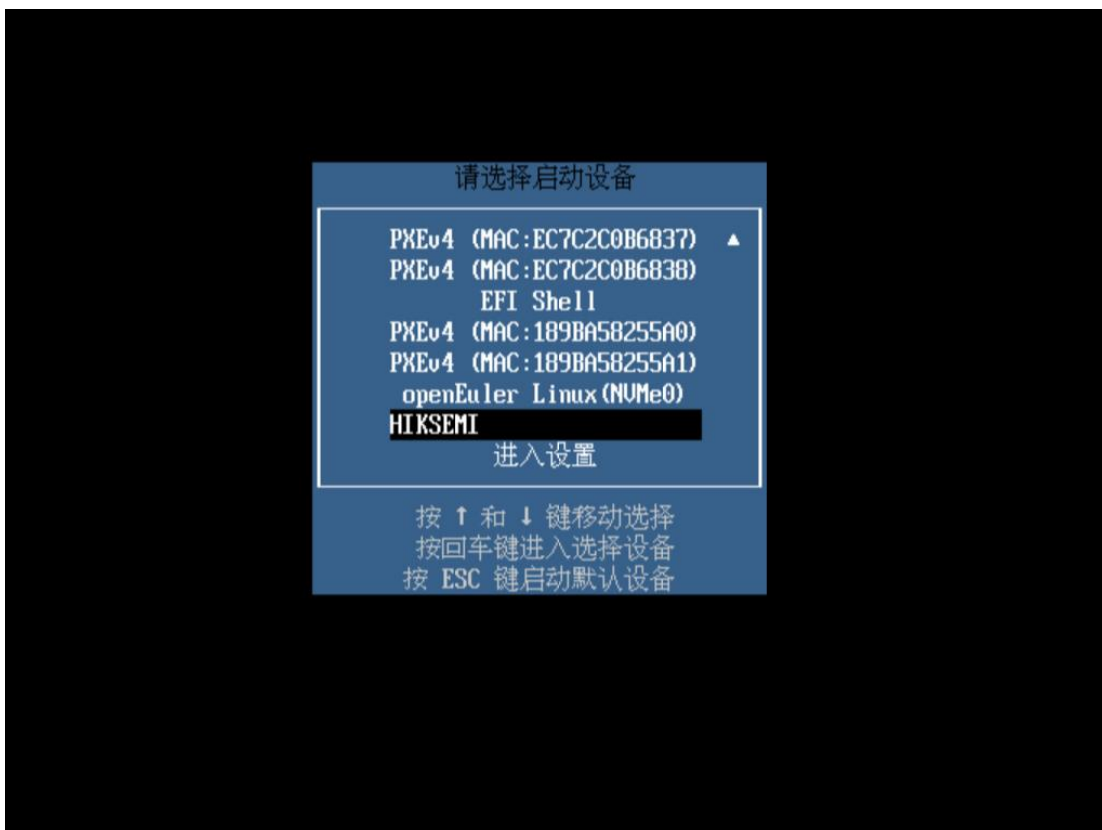 请选择启动设备
PXEv4 (MAC:EC7C2C0B6837) ▲
PXEv4 (MAC:EC7C2C0B6838)
EFI Shell
PXEv4 (MAC:189BA58255A0)
PXEv4 (MAC:189BA58255A1)
openEuler Linux(NVMe0)
HIKSEMI
进入设置
按 ↑ 和 ↓ 键移动选择
按回车键进入选择设备
按 ESC 键启动默认设备